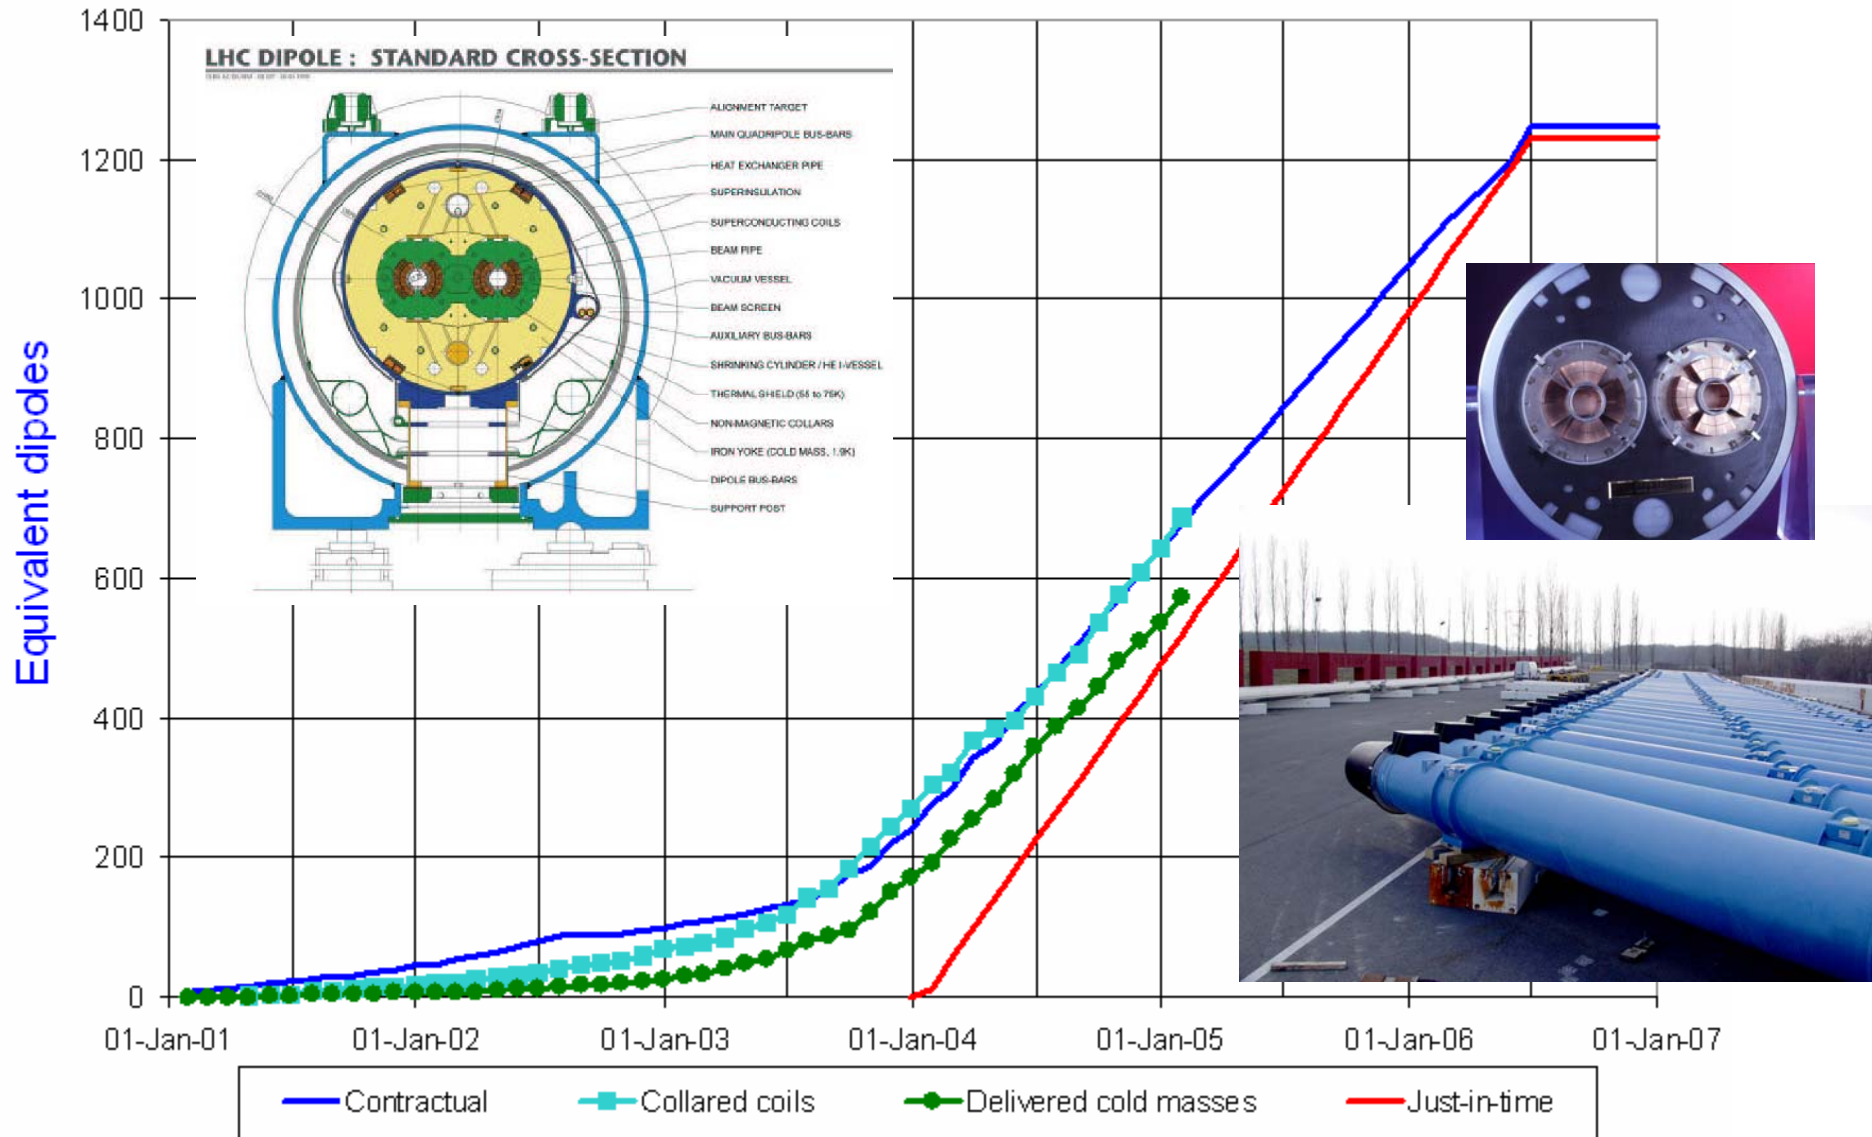 1400
1200
1000
800
600
400
200
0
Equivalent dipoles
LHC DIPOLE : STANDARD CROSS-SECTION
ALIGNMENT TARGET
MAIN QUADRIPOLE BUS-BARS
HEAT EXCHANGER PIPE
SUPERINSULATION
SUPERCONDUCTING COILS
BEAM PIPE
VACUUM VESSEL
BEAM SCREEN
AUXILIARY BUS-BARS
SHRINKING CYLINDER / HE I-VESSEL
THERMAL SHIELD (55 to 75K)
NON-MAGNETIC COLLARS
IRON YOKE (COLD MASS, 1.9K)
DIPOLE BUS-BARS
SUPPORT POST
01-Jan-01
01-Jan-02
01-Jan-03
01-Jan-04
01-Jan-05
01-Jan-06
01-Jan-07
Contractual
Collared coils
Delivered cold masses
Just-in-time